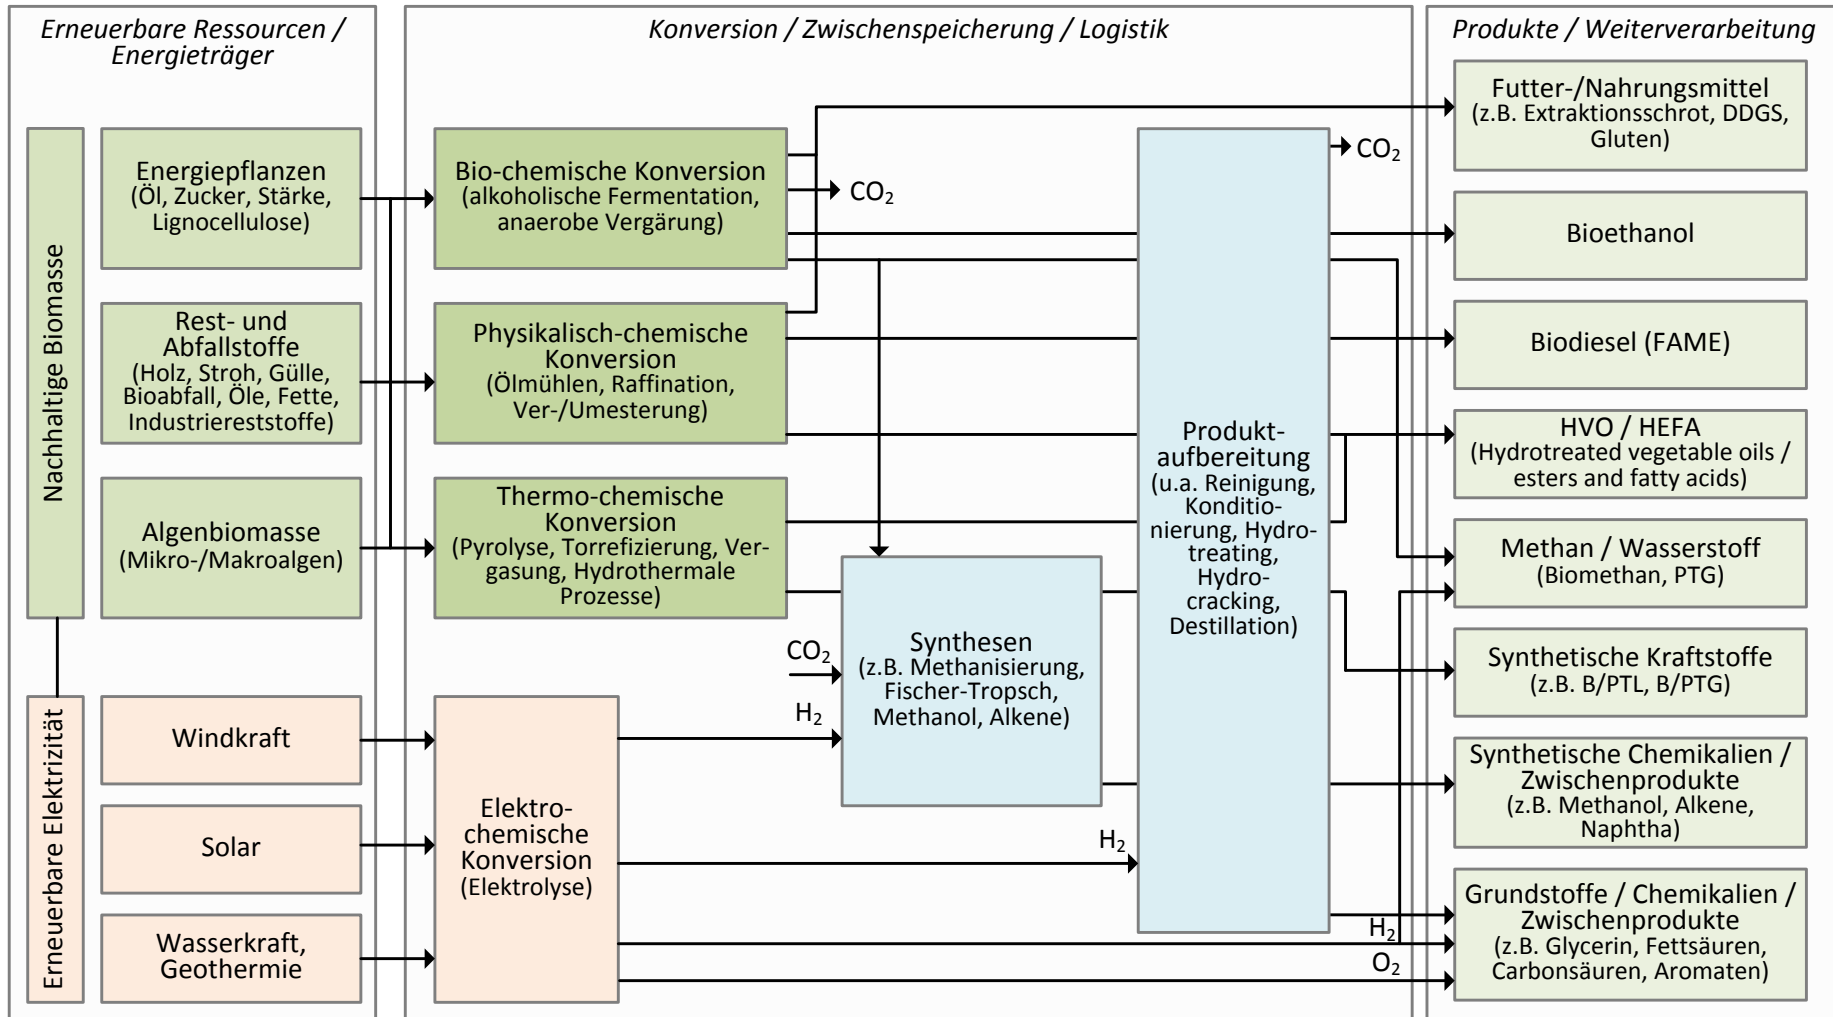 Erneuerbare Ressourcen /
Energieträger
Nachhaltige Biomasse
Energiepflanzen
(Öl, Zucker, Stärke,
Lignocellulose)
Rest- und
Abfallstoffe
(Holz, Stroh, Gülle,
Bioabfall, Öle, Fette,
Industriereststoffe)
Algenbiomasse
(Mikro-/Makroalgen)
Erneuerbare Elektrizität
Windkraft
Solar
Wasserkraft,
Geothermie
Konversion / Zwischenspeicherung / Logistik
Bio-chemische Konversion
(alkoholische Fermentation,
anaerobe Vergärung)
CO₂
Physikalisch-chemische
Konversion
(Ölmühlen, Raffination,
Ver-/Umesterung)
Thermo-chemische
Konversion
(Pyrolyse, Torrefizierung, Ver-
gasung, Hydrothermale
Prozesse)
CO₂
H₂
Synthesen
(z.B. Methanisierung,
Fischer-Tropsch,
Methanol, Alkene)
Elektro-
chemische
Konversion
(Elektrolyse)
H₂
Produkt-
aufbereitung
(u.a. Reinigung,
Konditio-
nierung, Hydro-
treating,
Hydro-
cracking,
Destillation)
CO₂
H₂
O₂
Produkte / Weiterverarbeitung
Futter-/Nahrungsmittel
(z.B. Extraktionsschrot, DDGS,
Gluten)
Bioethanol
Biodiesel (FAME)
HVO / HEFA
(Hydrotreated vegetable oils /
esters and fatty acids)
Methan / Wasserstoff
(Biomethan, PTG)
Synthetische Kraftstoffe
(z.B. B/PTL, B/PTG)
Synthetische Chemikalien /
Zwischenprodukte
(z.B. Methanol, Alkene,
Naphtha)
Grundstoffe / Chemikalien /
Zwischenprodukte
(z.B. Glycerin, Fettsäuren,
Carbonsäuren, Aromaten)